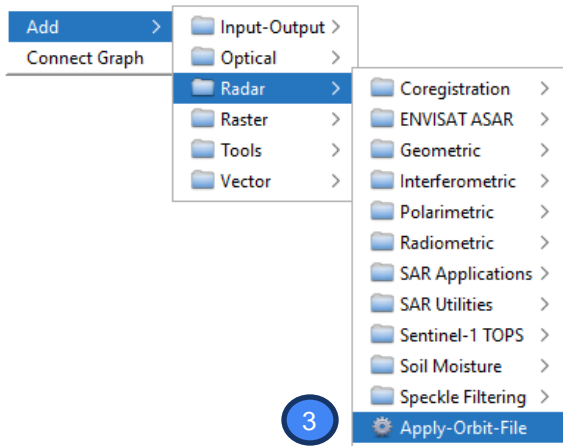 Add >
Connect Graph
Input-Output >
Optical >
Radar >
Raster >
Tools >
Vector >
Coregistration >
ENVISAT ASAR >
Geometric >
Interferometric >
Polarimetric >
Radiometric >
SAR Applications >
SAR Utilities >
Sentinel-1 TOPS >
Soil Moisture >
Speckle Filtering >
3
Apply-Orbit-File